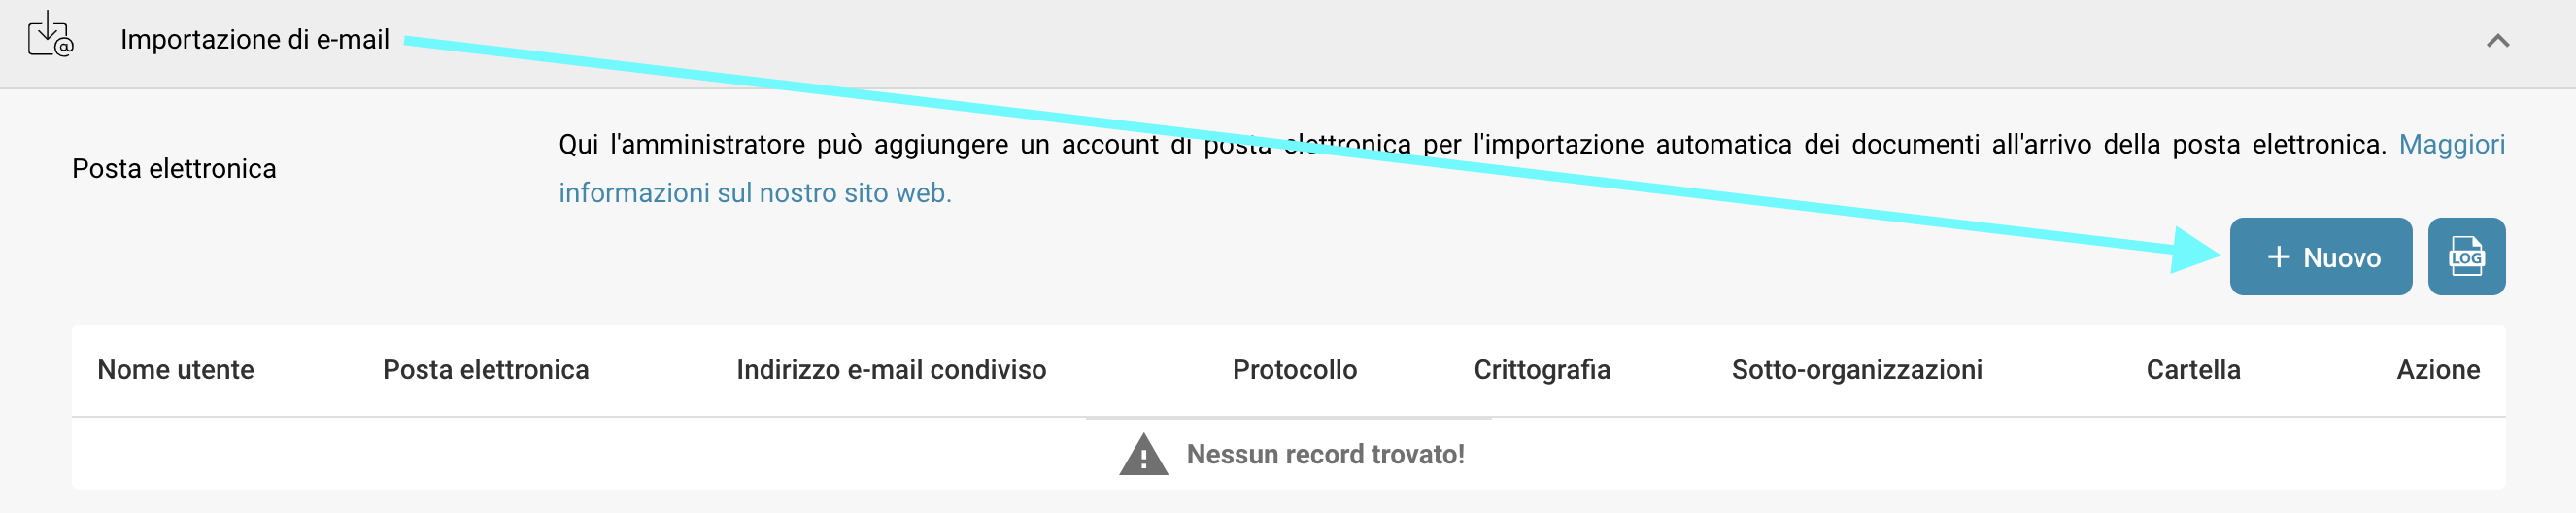 Importazione di e-mail
Posta elettronica
Qui l'amministratore può aggiungere un account di posta elettronica per l'importazione automatica dei documenti all'arrivo della posta elettronica. Maggiori
informazioni sul nostro sito web.
+ Nuovo
LOG
Nome utente Posta elettronica Indirizzo e-mail condiviso Protocollo Crittografia Sotto-organizzazioni Cartella Azione
Nessun record trovato!